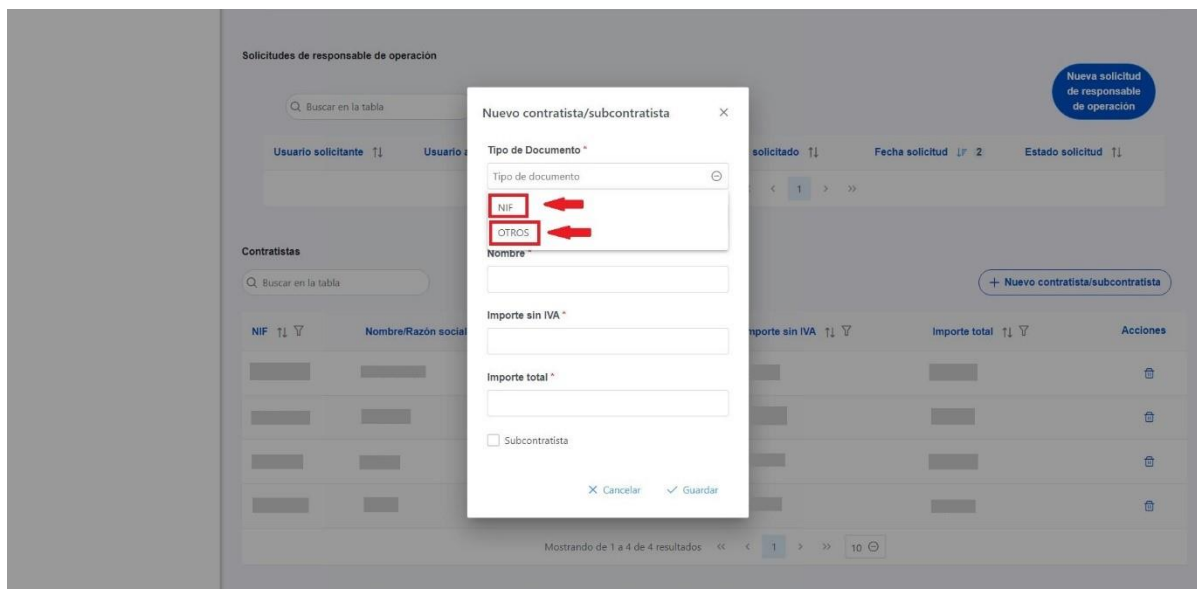 Solicitudes de responsable de operación
Nueva solicitud
de responsable
de operación
Buscar en la tabla
Usuario solicitante
Usuario
solicitado
Fecha solicitud
2
Estado solicitud
1
Nuevo contratista/subcontratista
Tipo de Documento *
Tipo de documento
NIF
OTROS
Nombre *
Importe sin IVA *
Importe total *
Subcontratista
Cancelar
Guardar
Contratistas
Buscar en la tabla
+ Nuevo contratista/subcontratista
NIF
Nombre/Razón social
mporte sin IVA
Importe total
Acciones
Mostrando de 1 a 4 de 4 resultados
1
10